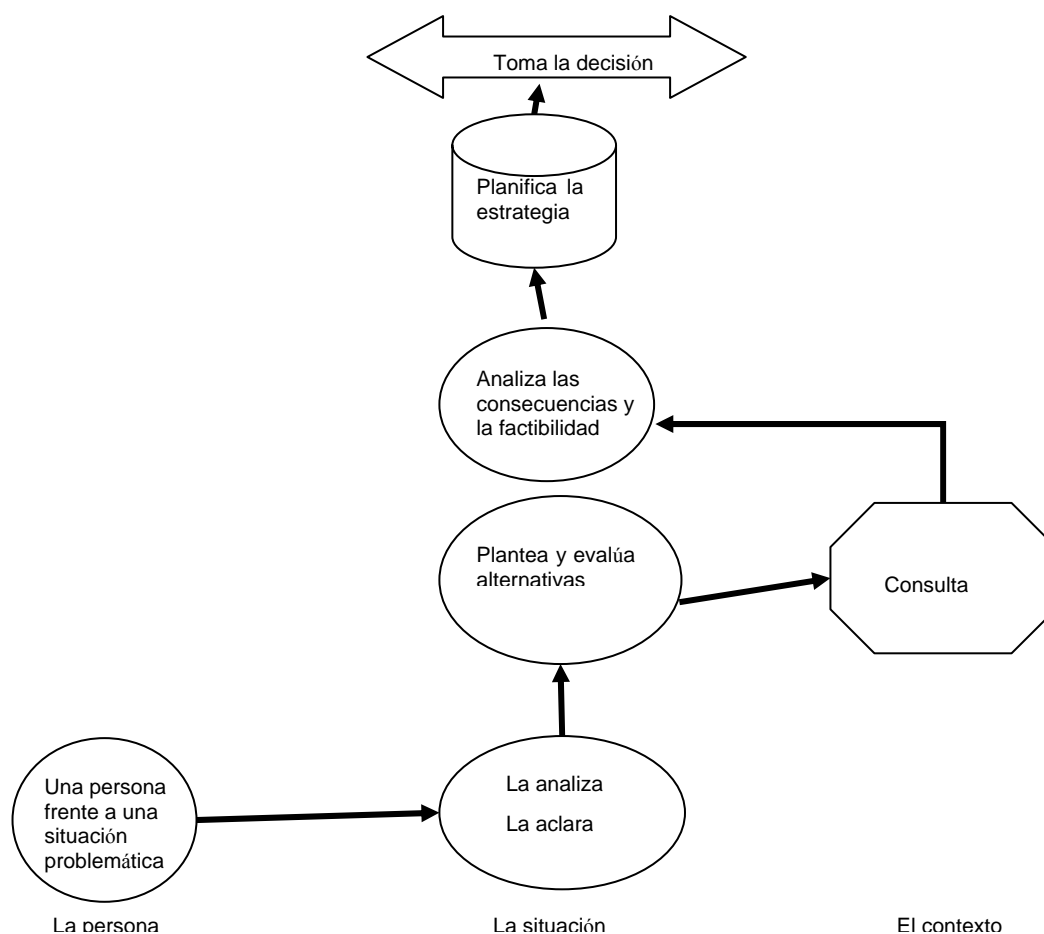 Toma la decisión
Planifica la
estrategia
Analiza las
consecuencias y
la factibilidad
Plantea y evalúa
alternativas
Consulta
Una persona
frente a una
situación
problemática
La analiza
La aclara
La persona
La situación
El contexto